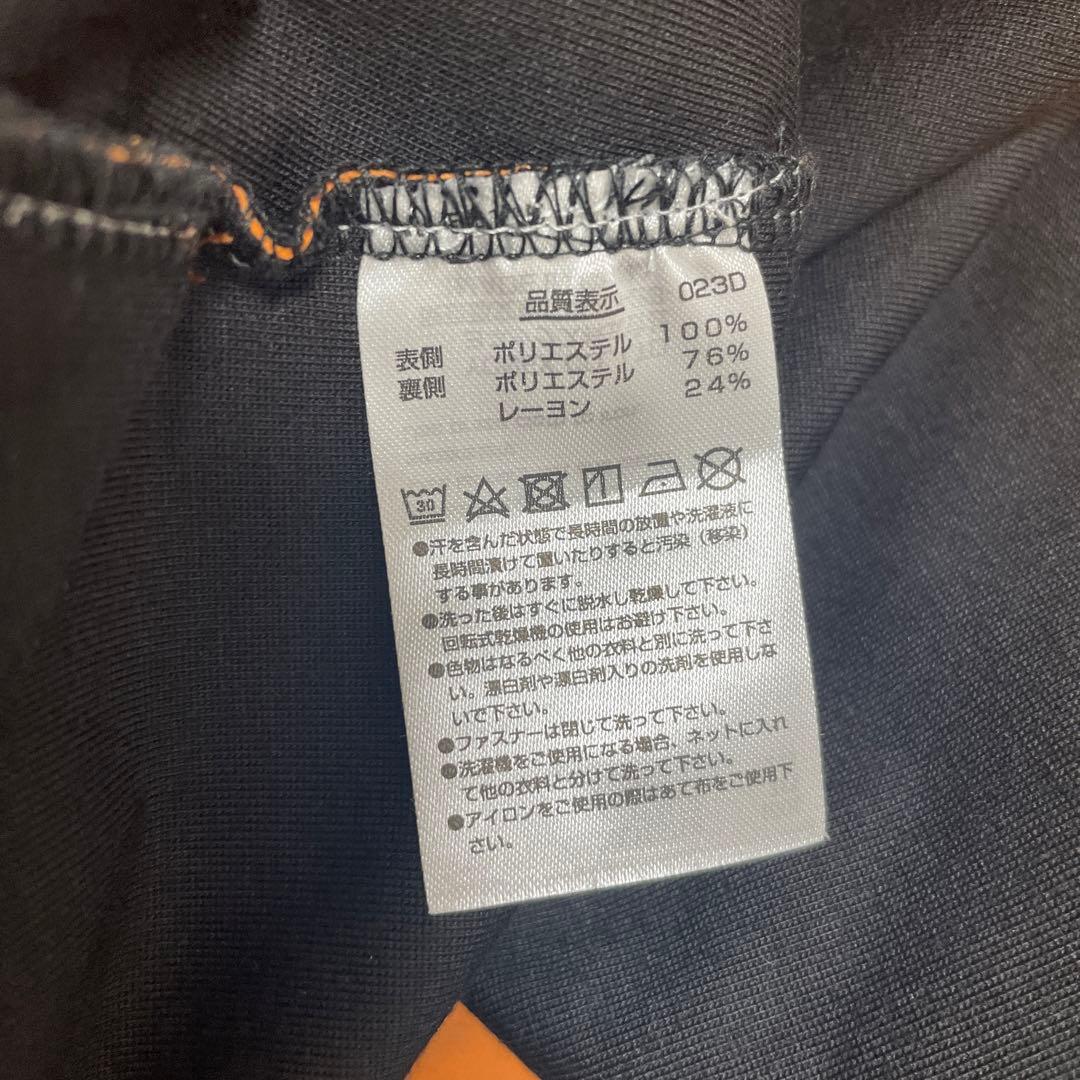 品質表示 023D
表側 ポリエステル 100%
裏側 ポリエステル 76%
レーヨン 24%
30
●汗を含んだ状態で長時間の放置や洗濯液に
長時間漬けて置いたりすると汚染（移染）
する事があります。
●洗った後はすぐに脱水し乾燥して下さい。
回転式乾燥機の使用はお避け下さい。
●色物はなるべく他の衣料と別に洗って下さ
い。漂白剤や漂白剤入りの洗剤を使用しな
いで下さい。
●ファスナーは閉じて洗って下さい。
●洗濯機をご使用になる場合、ネットに入れ
て他の衣料と分けて洗って下さい。
●アイロンをご使用の際はあて布をご使用下
さい。